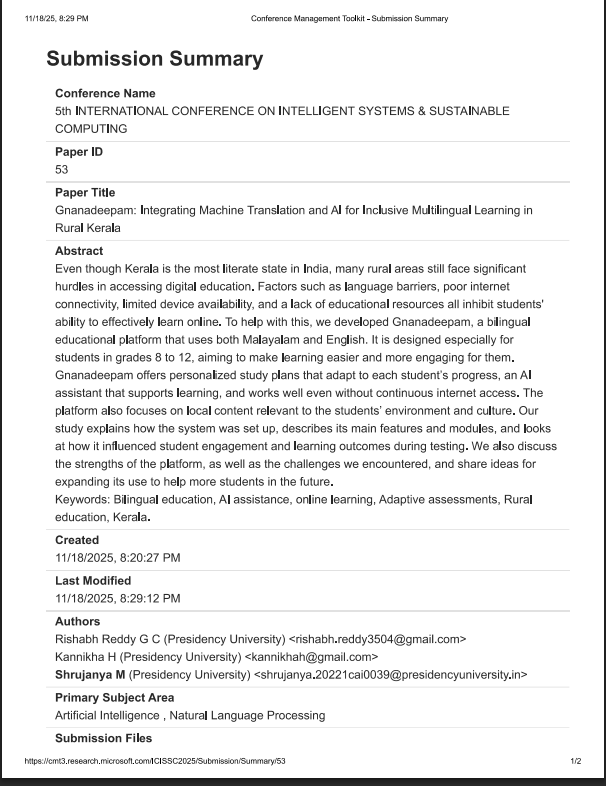 11/18/25, 8:29 PM
Conference Management Toolkit - Submission Summary
Submission Summary
Conference Name
5th INTERNATIONAL CONFERENCE ON INTELLIGENT SYSTEMS & SUSTAINABLE
COMPUTING
Paper ID
53
Paper Title
Gnanadeepam: Integrating Machine Translation and AI for Inclusive Multilingual Learning in
Rural Kerala
Abstract
Even though Kerala is the most literate state in India, many rural areas still face significant
hurdles in accessing digital education. Factors such as language barriers, poor internet
connectivity, limited device availability, and a lack of educational resources all inhibit students'
ability to effectively learn online. To help with this, we developed Gnanadeepam, a bilingual
educational platform that uses both Malayalam and English. It is designed especially for
students in grades 8 to 12, aiming to make learning easier and more engaging for them.
Gnanadeepam offers personalized study plans that adapt to each student's progress, an AI
assistant that supports learning, and works well even without continuous internet access. The
platform also focuses on local content relevant to the students' environment and culture. Our
study explains how the system was set up, describes its main features and modules, and looks
at how it influenced student engagement and learning outcomes during testing. We also discuss
the strengths of the platform, as well as the challenges we encountered, and share ideas for
expanding its use to help more students in the future.
Keywords: Bilingual education, AI assistance, online learning, Adaptive assessments, Rural
education, Kerala.
Created
11/18/2025, 8:20:27 PM
Last Modified
11/18/2025, 8:29:12 PM
Authors
Rishabh Reddy G C (Presidency University) <rishabh.reddy3504@gmail.com>
Kannikha H (Presidency University) <kannikhah@gmail.com>
Shrujanya M (Presidency University) <shrujanya.20221cai0039@presidencyuniversity.in>
Primary Subject Area
Artificial Intelligence , Natural Language Processing
Submission Files
https://cmt3.research.microsoft.com/ICISSC2025/Submission/Summary/53
1/2